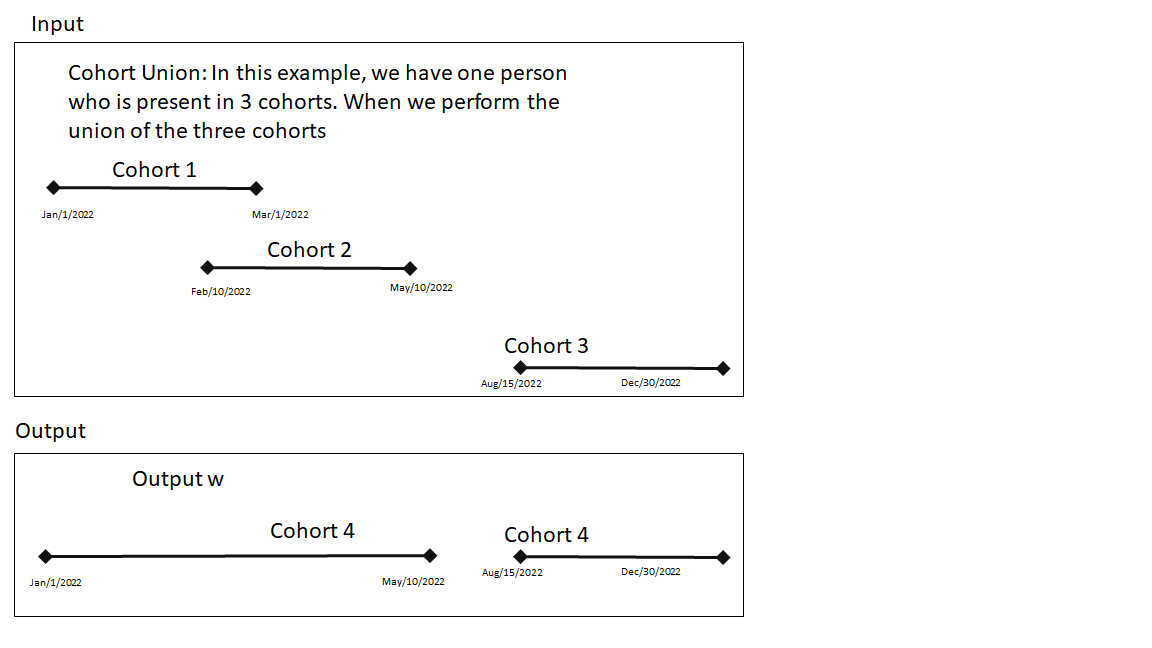 Input
Cohort Union: In this example, we have one person
who is present in 3 cohorts. When we perform the
union of the three cohorts
Cohort 1
Jan/1/2022
Mar/1/2022
Cohort 2
Feb/10/2022
May/10/2022
Cohort 3
Aug/15/2022
Dec/30/2022
Output
Output w
Cohort 4
Cohort 4
Jan/1/2022
May/10/2022
Aug/15/2022
Dec/30/2022